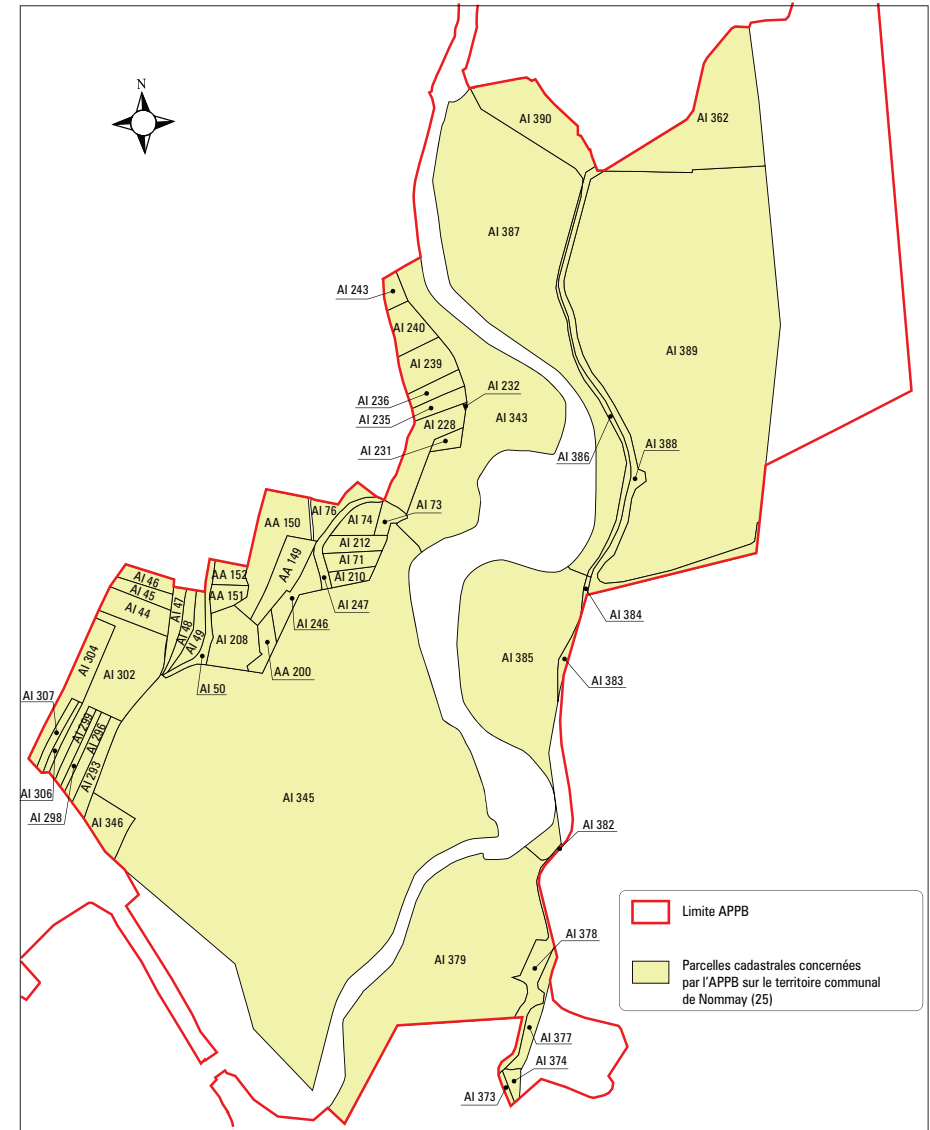 N
AI 390
AI 362
AI 387
AI 243
AI 240
AI 389
AI 239
AI 232
AI 236
AI 343
AI 235
AI 228
AI 388
AI 231
AI 386
AI 76
AI 73
AA 150
AI 74
AI 212
AA 149
AI 71
AA 152
AI 210
AI 46
AI 45
AA 151
AI 247
AI 47
AI 384
AI 44
AI 246
AI 48
AI 49
AI 208
AI 304
AI 385
AI 302
AA 200
AI 383
AI 50
AI 307
AI 299
AI 296
AI 293
AI 306
AI 345
AI 298
AI 346
AI 382
Limite APPB
AI 378
AI 379
Parcelles cadastrales concernées
par l'APPB sur le territoire communal
de Nommay (25)
AI 377
AI 374
AI 373